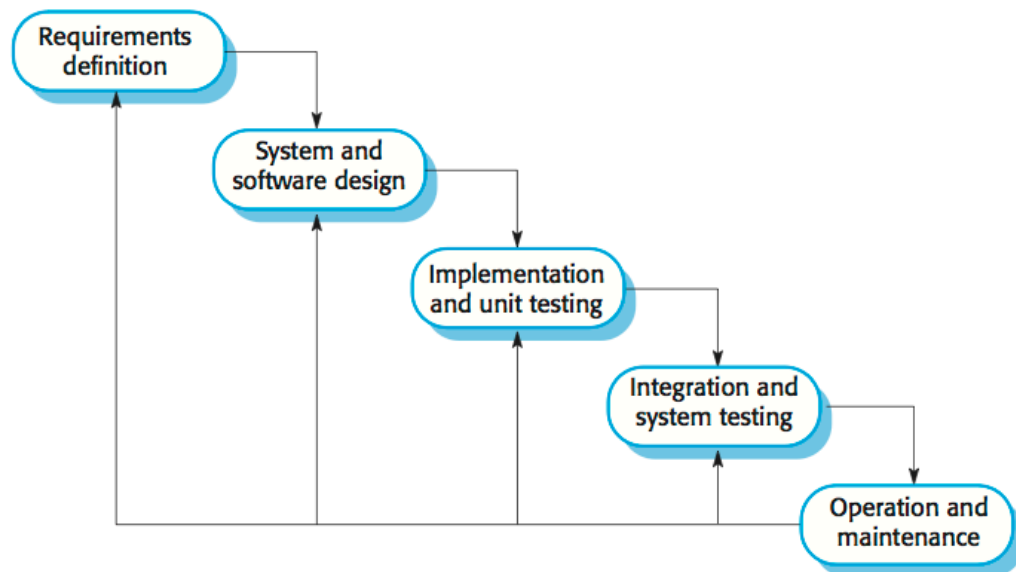 Requirements
definition
System and
software design
Implementation
and unit testing
Integration and
system testing
Operation and
maintenance